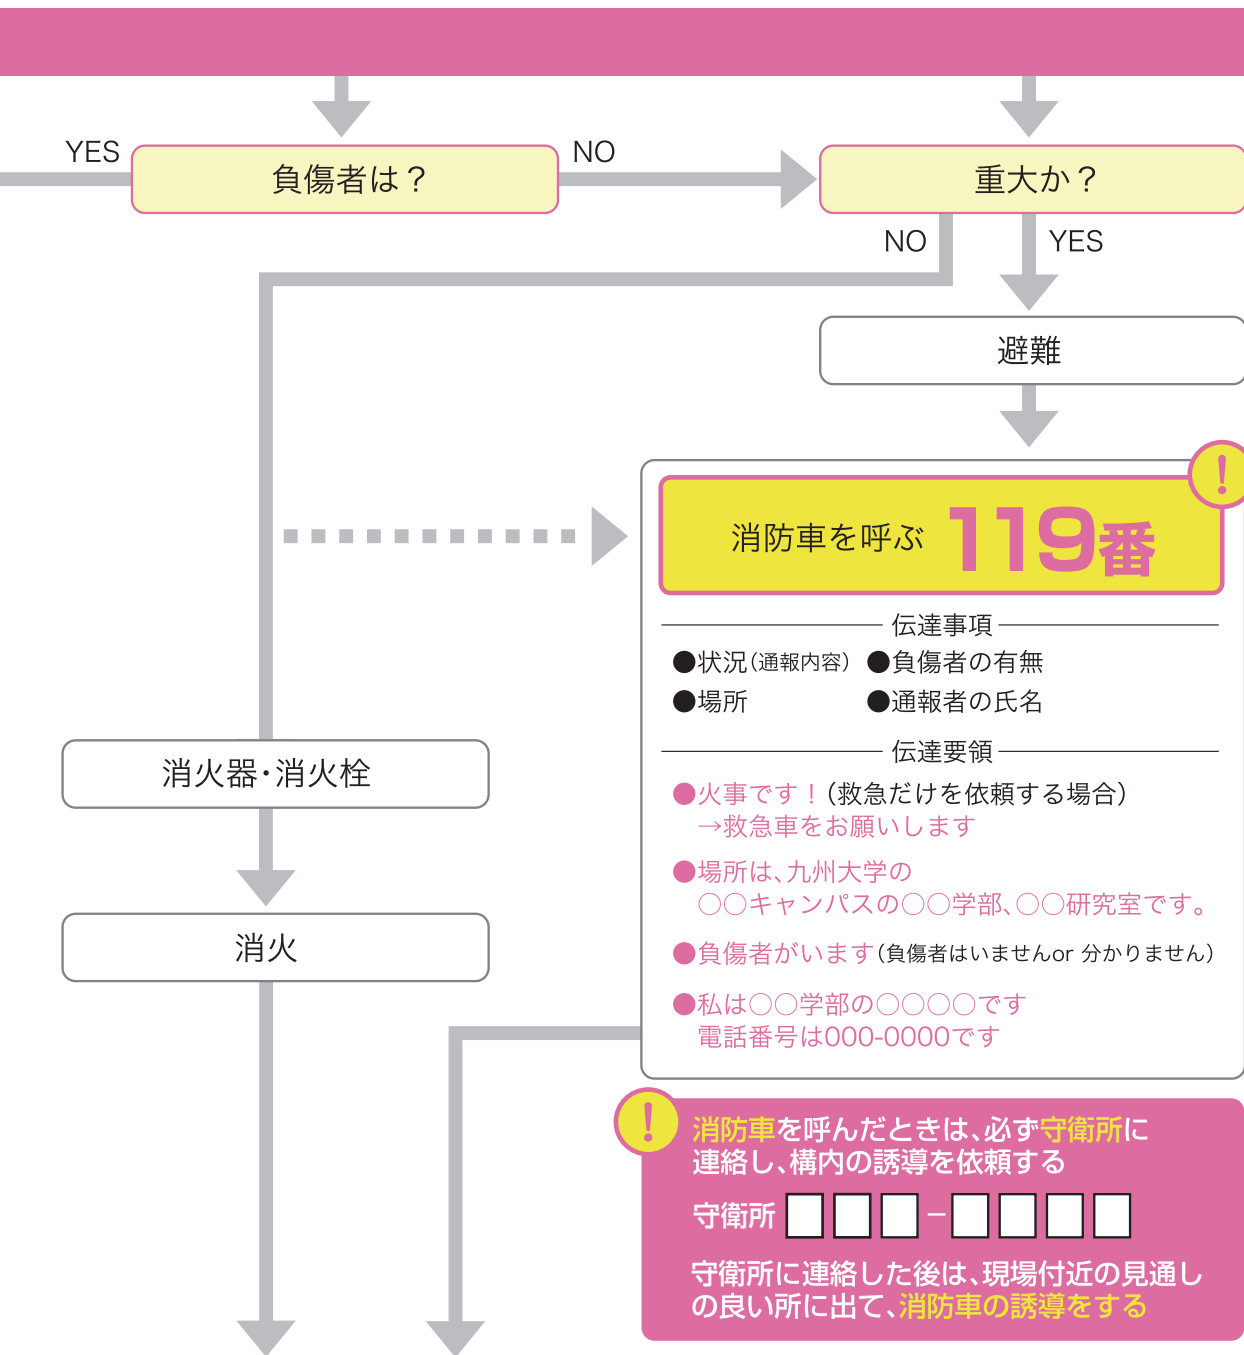 YES
負傷者は？
NO
重大か？
NO
YES
避難
!
消防車を呼ぶ 119番
伝達事項
●状況（通報内容） ●負傷者の有無
●場所 ●通報者の氏名
伝達要領
消火器・消火栓
●火事です！（救急だけを依頼する場合）
→救急車をお願いします
●場所は、九州大学の
○○キャンパスの○○学部、○○研究室です。
消火
●負傷者がいます（負傷者はいませんor 分かりません）
●私は○○学部の○○○○です
電話番号は000-0000です
!
消防車を呼んだときは、必ず守衛所に
連絡し、構内の誘導を依頼する
守衛所 □□□－□□□□
守衛所に連絡した後は、現場付近の見通し
の良い所に出て、消防車の誘導をする